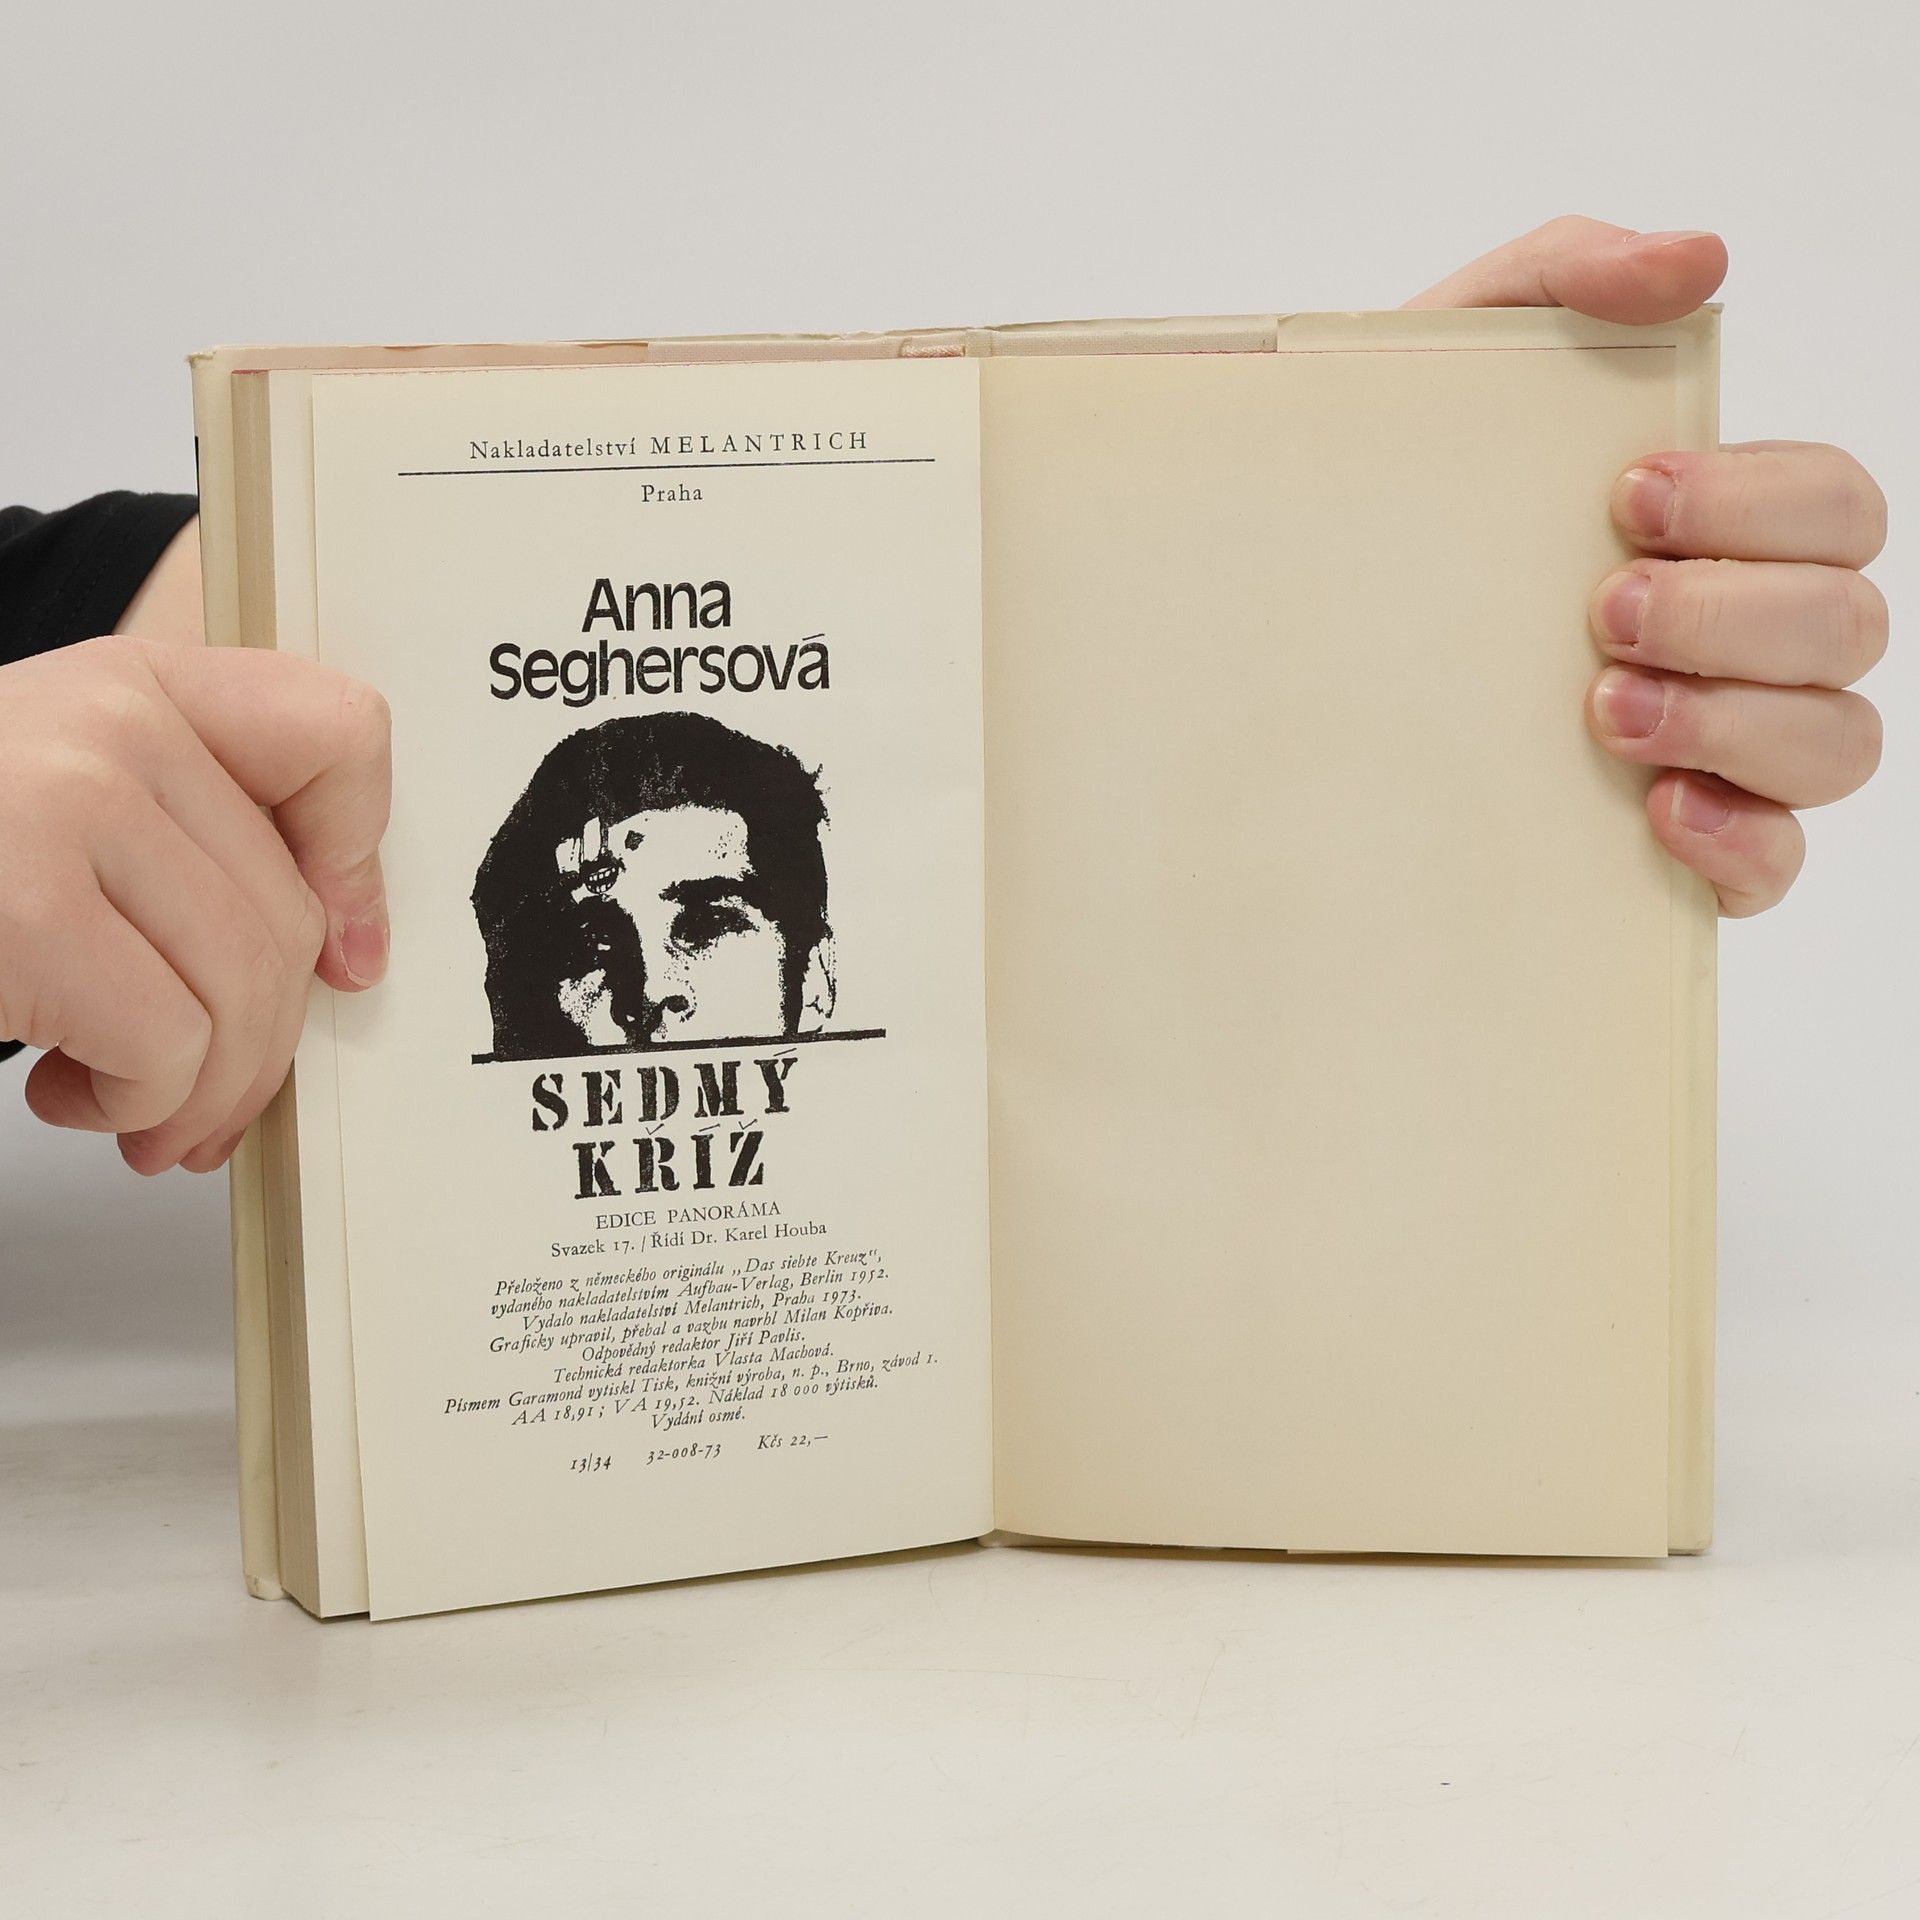 Nakladatelství MELANTRICH
Praha
Anna
Seghersová
SEDMÝ
KŘÍŽ
EDICE PANORÁMA
Svazek 17. / Řídí Dr. Karel Houba
Přeloženo z německého originálu „Das siebte Kreuz“,
vydaného nakladatelstvím Aufbau-Verlag, Berlin 1952.
Vydalo nakladatelství Melantrich, Praha 1973.
Graficky upravil, přebal a vazbu navrhl Milan Kopřiva.
Odpovědný redaktor Jiří Pavlis.
Technická redaktorka Vlasta Machová.
Písmem Garamond vytiskl Tisk, knižní výroba, n. p., Brno, závod 1.
AA 18,91; VA 19,52. Náklad 18 000 výtisků.
Vydání osmé.
13/34 32-008-73 Kčs 22,—